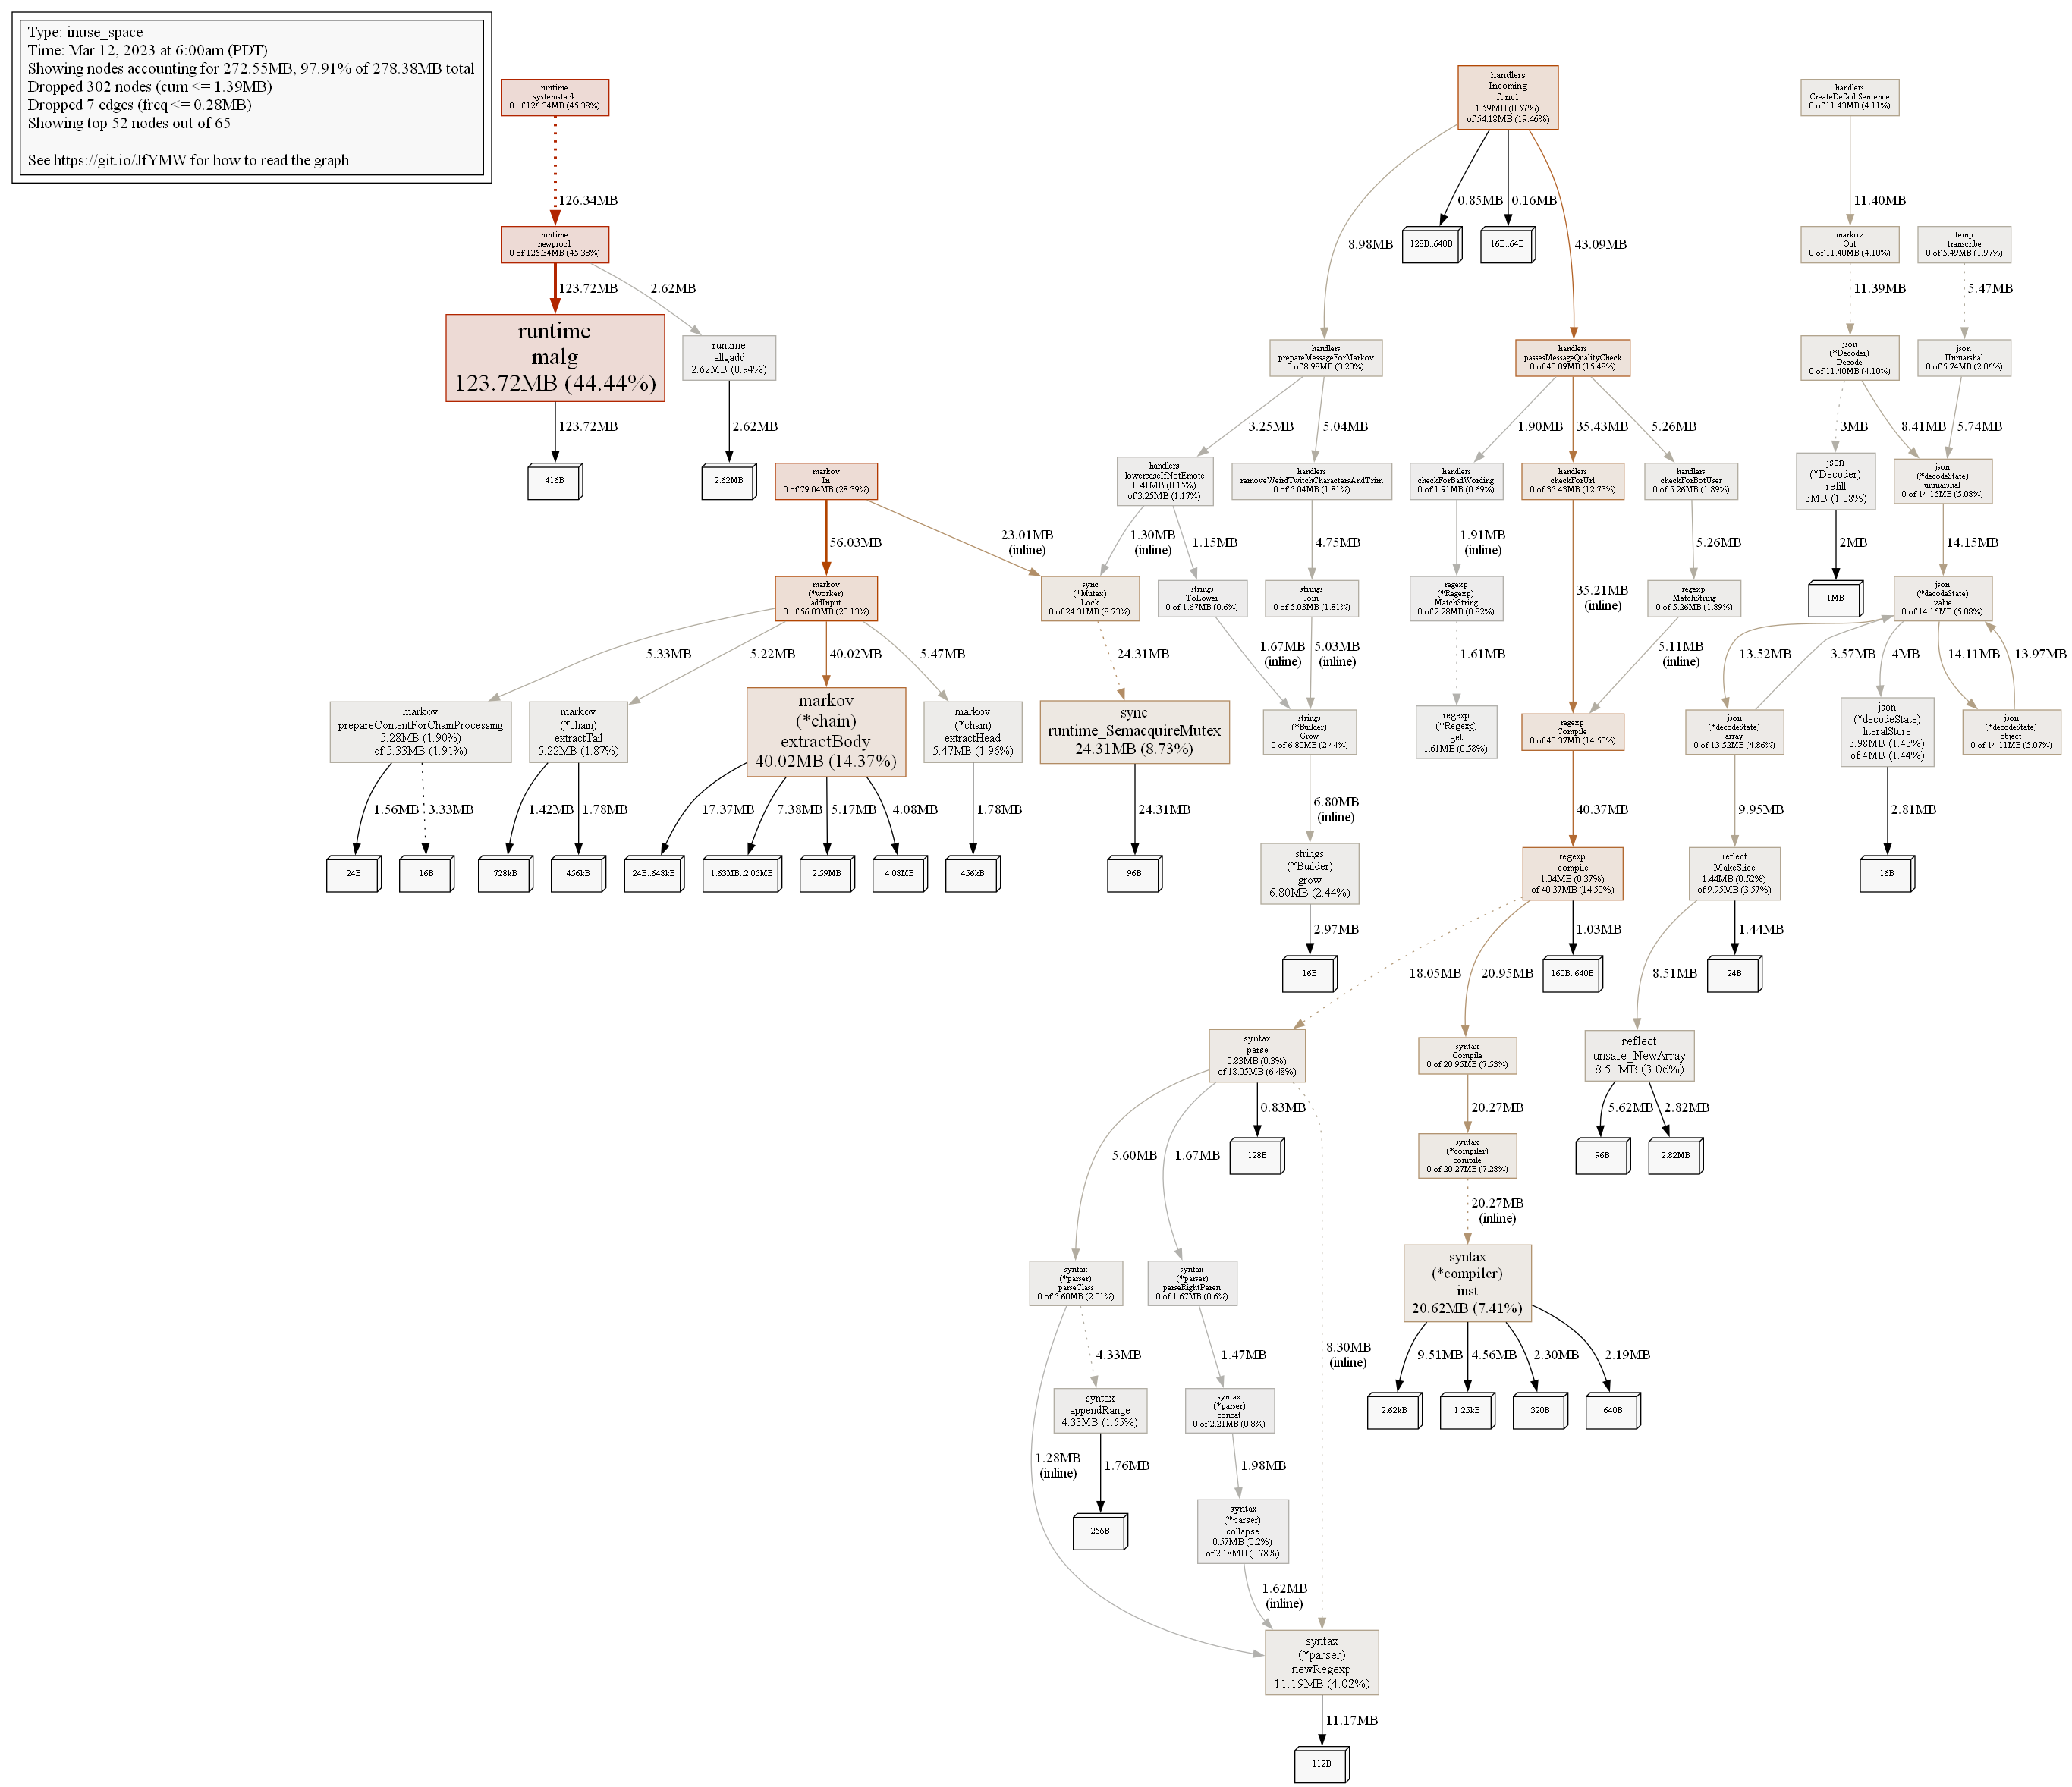 Type: inuse_space
Time: Mar 12, 2023 at 6:00am (PDT)
Showing nodes accounting for 272.55MB, 97.91% of 278.38MB total
Dropped 302 nodes (cum <= 1.39MB)
Dropped 7 edges (freq <= 0.28MB)
Showing top 52 nodes out of 65
See https://git.io/JfYMW for how to read the graph
runtime
systemstack
0 of 126.34MB (45.38%)
126.34MB
runtime
newproc1
0 of 126.34MB (45.38%)
123.72MB
2.62MB
runtime
malg
123.72MB (44.44%)
runtime
allgadd
2.62MB (0.94%)
123.72MB
2.62MB
416B
2.62MB
markov
In
0 of 79.04MB (28.39%)
56.03MB
23.01MB
(inline)
markov
(*worker)
addInput
0 of 56.03MB (20.13%)
5.33MB
5.22MB
40.02MB
5.47MB
markov
prepareContentForChainProcessing
5.28MB (1.90%)
of 5.33MB (1.91%)
markov
(*chain)
extractTail
5.22MB (1.87%)
markov
(*chain)
extractBody
40.02MB (14.37%)
markov
(*chain)
extractHead
5.47MB (1.96%)
1.56MB
3.33MB
1.42MB
1.78MB
17.37MB
7.38MB
5.17MB
4.08MB
1.78MB
24B
16B
728kB
456kB
24B..648kB
1.63MB..2.05MB
2.59MB
4.08MB
456kB
sync
(*Mutex)
Lock
0 of 24.31MB (8.73%)
24.31MB
sync
runtime_SemacquireMutex
24.31MB (8.73%)
24.31MB
96B
handlers
Incoming
func1
1.59MB (0.57%)
of 54.18MB (19.46%)
8.98MB
0.85MB
0.16MB
43.09MB
128B..640B
16B..64B
handlers
prepareMessageForMarkov
0 of 8.98MB (3.23%)
3.25MB
5.04MB
handlers
lowercaseIfNotEmote
0.41MB (0.15%)
of 3.25MB (1.17%)
handlers
removeWeirdTwitchCharactersAndTrim
0 of 5.04MB (1.81%)
1.30MB
(inline)
1.15MB
4.75MB
strings
ToLower
0 of 1.67MB (0.6%)
strings
Join
0 of 5.03MB (1.81%)
1.67MB
(inline)
5.03MB
(inline)
strings
(*Builder)
Grow
0 of 6.80MB (2.44%)
6.80MB
(inline)
strings
(*Builder)
grow
6.80MB (2.44%)
2.97MB
16B
handlers
passesMessageQualityCheck
0 of 43.09MB (15.48%)
1.90MB
35.43MB
5.26MB
handlers
checkForBadWording
0 of 1.91MB (0.69%)
handlers
checkForUrl
0 of 35.43MB (12.73%)
handlers
checkForBotUser
0 of 5.26MB (1.89%)
1.91MB
(inline)
35.21MB
(inline)
5.26MB
regexp
(*Regexp)
MatchString
0 of 2.28MB (0.82%)
regexp
MatchString
0 of 5.26MB (1.89%)
1.61MB
5.11MB
(inline)
regexp
(*Regexp)
get
1.61MB (0.58%)
regexp
Compile
0 of 40.37MB (14.50%)
40.37MB
regexp
compile
1.04MB (0.37%)
of 40.37MB (14.50%)
18.05MB
20.95MB
1.03MB
160B..640B
syntax
parse
0.83MB (0.3%)
of 18.05MB (6.48%)
syntax
Compile
0 of 20.95MB (7.53%)
5.60MB
1.67MB
0.83MB
20.27MB
128B
syntax
(*compiler)
compile
0 of 20.27MB (7.28%)
20.27MB
(inline)
syntax
(*parser)
parseClass
0 of 5.60MB (2.01%)
syntax
(*parser)
parseRightParen
0 of 1.67MB (0.6%)
syntax
(*compiler)
inst
20.62MB (7.41%)
4.33MB
1.47MB
8.30MB
(inline)
9.51MB
4.56MB
2.30MB
2.19MB
syntax
appendRange
4.33MB (1.55%)
syntax
(*parser)
concat
0 of 2.21MB (0.8%)
2.62kB
1.25kB
320B
640B
1.28MB
(inline)
1.76MB
1.98MB
256B
syntax
(*parser)
collapse
0.57MB (0.2%)
of 2.18MB (0.78%)
1.62MB
(inline)
syntax
(*parser)
newRegexp
11.19MB (4.02%)
11.17MB
112B
handlers
CreateDefaultSentence
0 of 11.43MB (4.11%)
11.40MB
markov
Out
0 of 11.40MB (4.10%)
temp
transcribe
0 of 5.49MB (1.97%)
11.39MB
5.47MB
json
(*Decoder)
Decode
0 of 11.40MB (4.10%)
json
Unmarshal
0 of 5.74MB (2.06%)
3MB
8.41MB
5.74MB
json
(*Decoder)
refill
3MB (1.08%)
json
(*decodeState)
unmarshal
0 of 14.15MB (5.08%)
2MB
14.15MB
1MB
json
(*decodeState)
value
0 of 14.15MB (5.08%)
13.52MB
3.57MB
4MB
14.11MB
13.97MB
json
(*decodeState)
array
0 of 13.52MB (4.86%)
json
(*decodeState)
literalStore
3.98MB (1.43%)
of 4MB (1.44%)
json
(*decodeState)
object
0 of 14.11MB (5.07%)
9.95MB
2.81MB
reflect
MakeSlice
1.44MB (0.52%)
of 9.95MB (3.57%)
16B
8.51MB
1.44MB
24B
reflect
unsafe_NewArray
8.51MB (3.06%)
5.62MB
2.82MB
96B
2.82MB